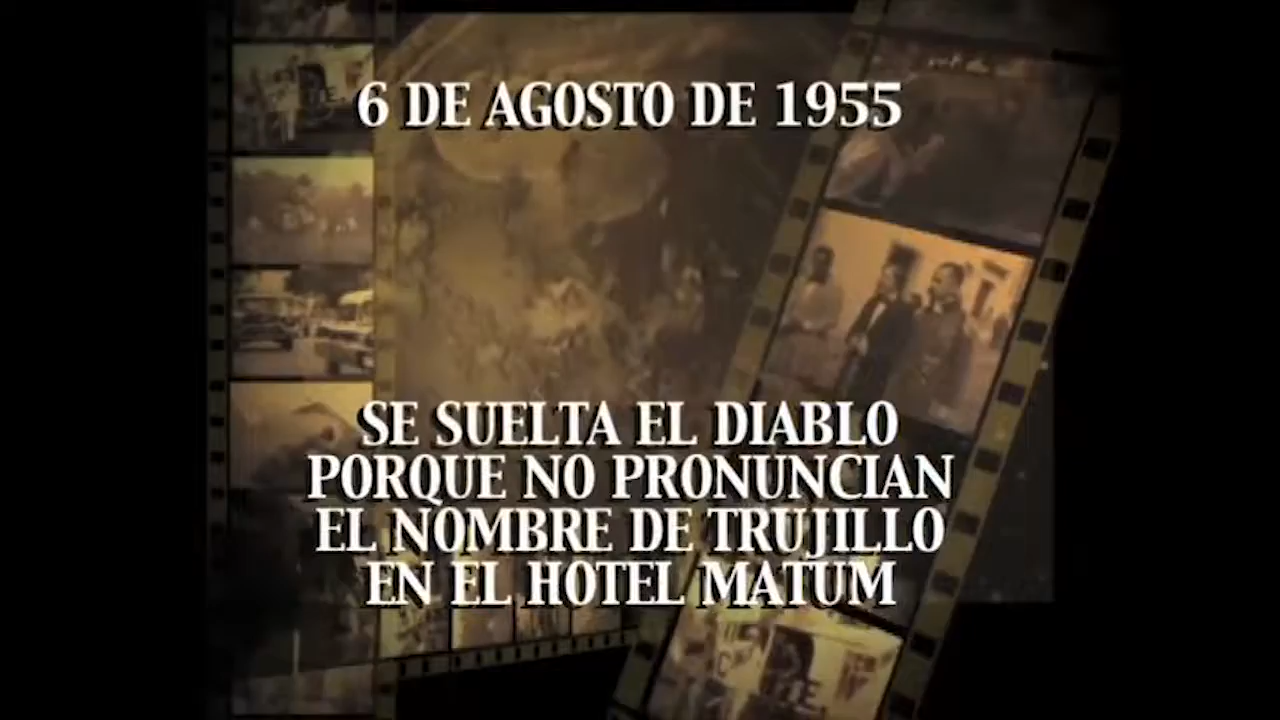 6 DE AGOSTO DE 1955
SE SUELTA EL DIABLO
PORQUE NO PRONUNCIAN
EL NOMBRE DE TRUJILLO
EN EL HOTEL MATUM